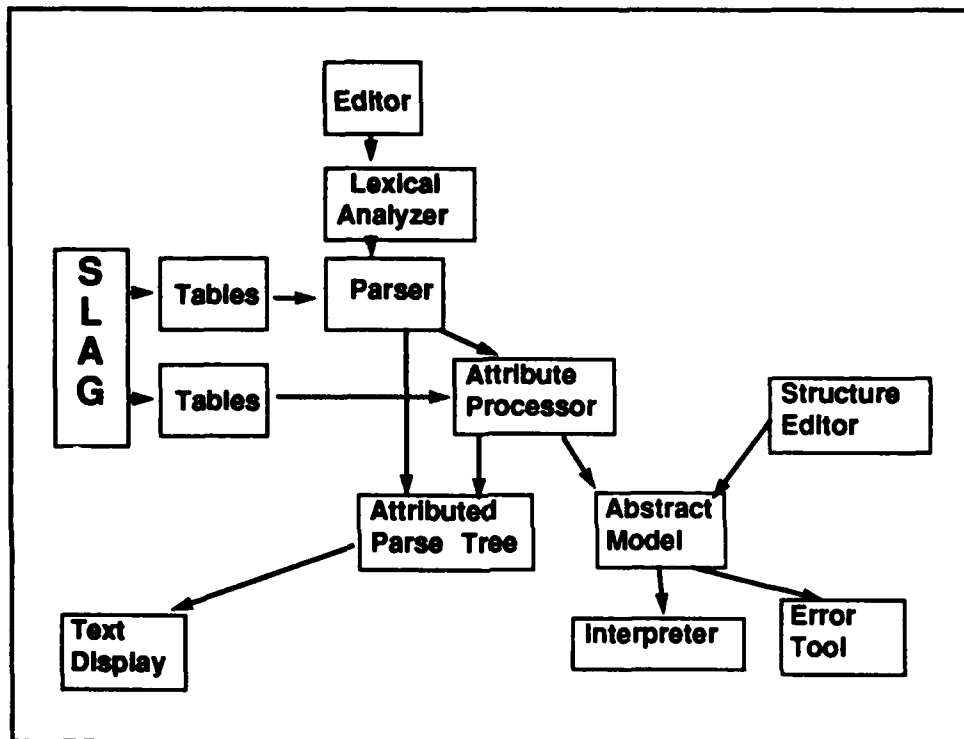 Editor
Lexical
Analyzer
S
L
A
G
Tables
Parser
Tables
Attribute
Processor
Structure
Editor
Attributed
Parse Tree
Abstract
Model
Text
Display
Interpreter
Error
Tool